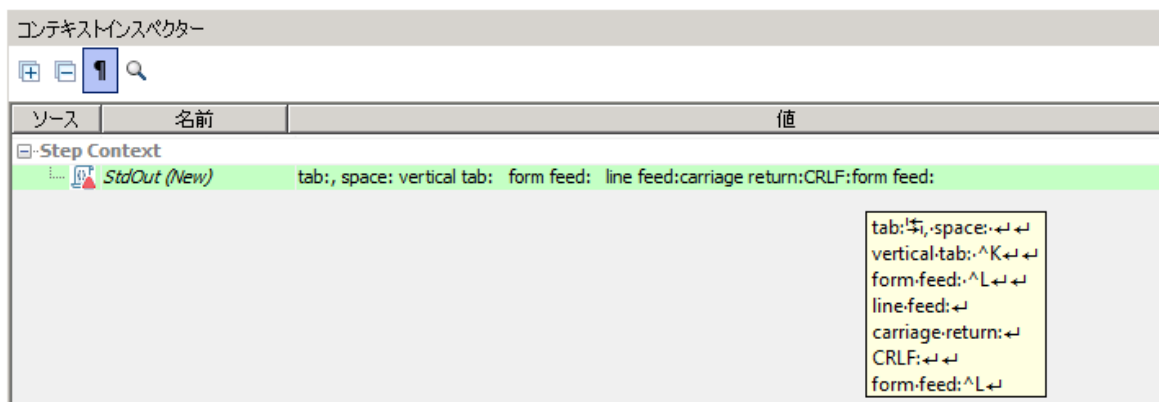 コンテキストインスペクター
¶
ソース 名前 値
Step Context
StdOut (New) tab:, space: vertical tab: form feed: line feed:carriage return:CRLF:form feed:
tab:↹,·space:·↵↵
vertical·tab:·^K↵↵
form·feed:·^L↵↵
line·feed:↵
carriage·return:↵
CRLF:↵↵
form·feed:^L↵